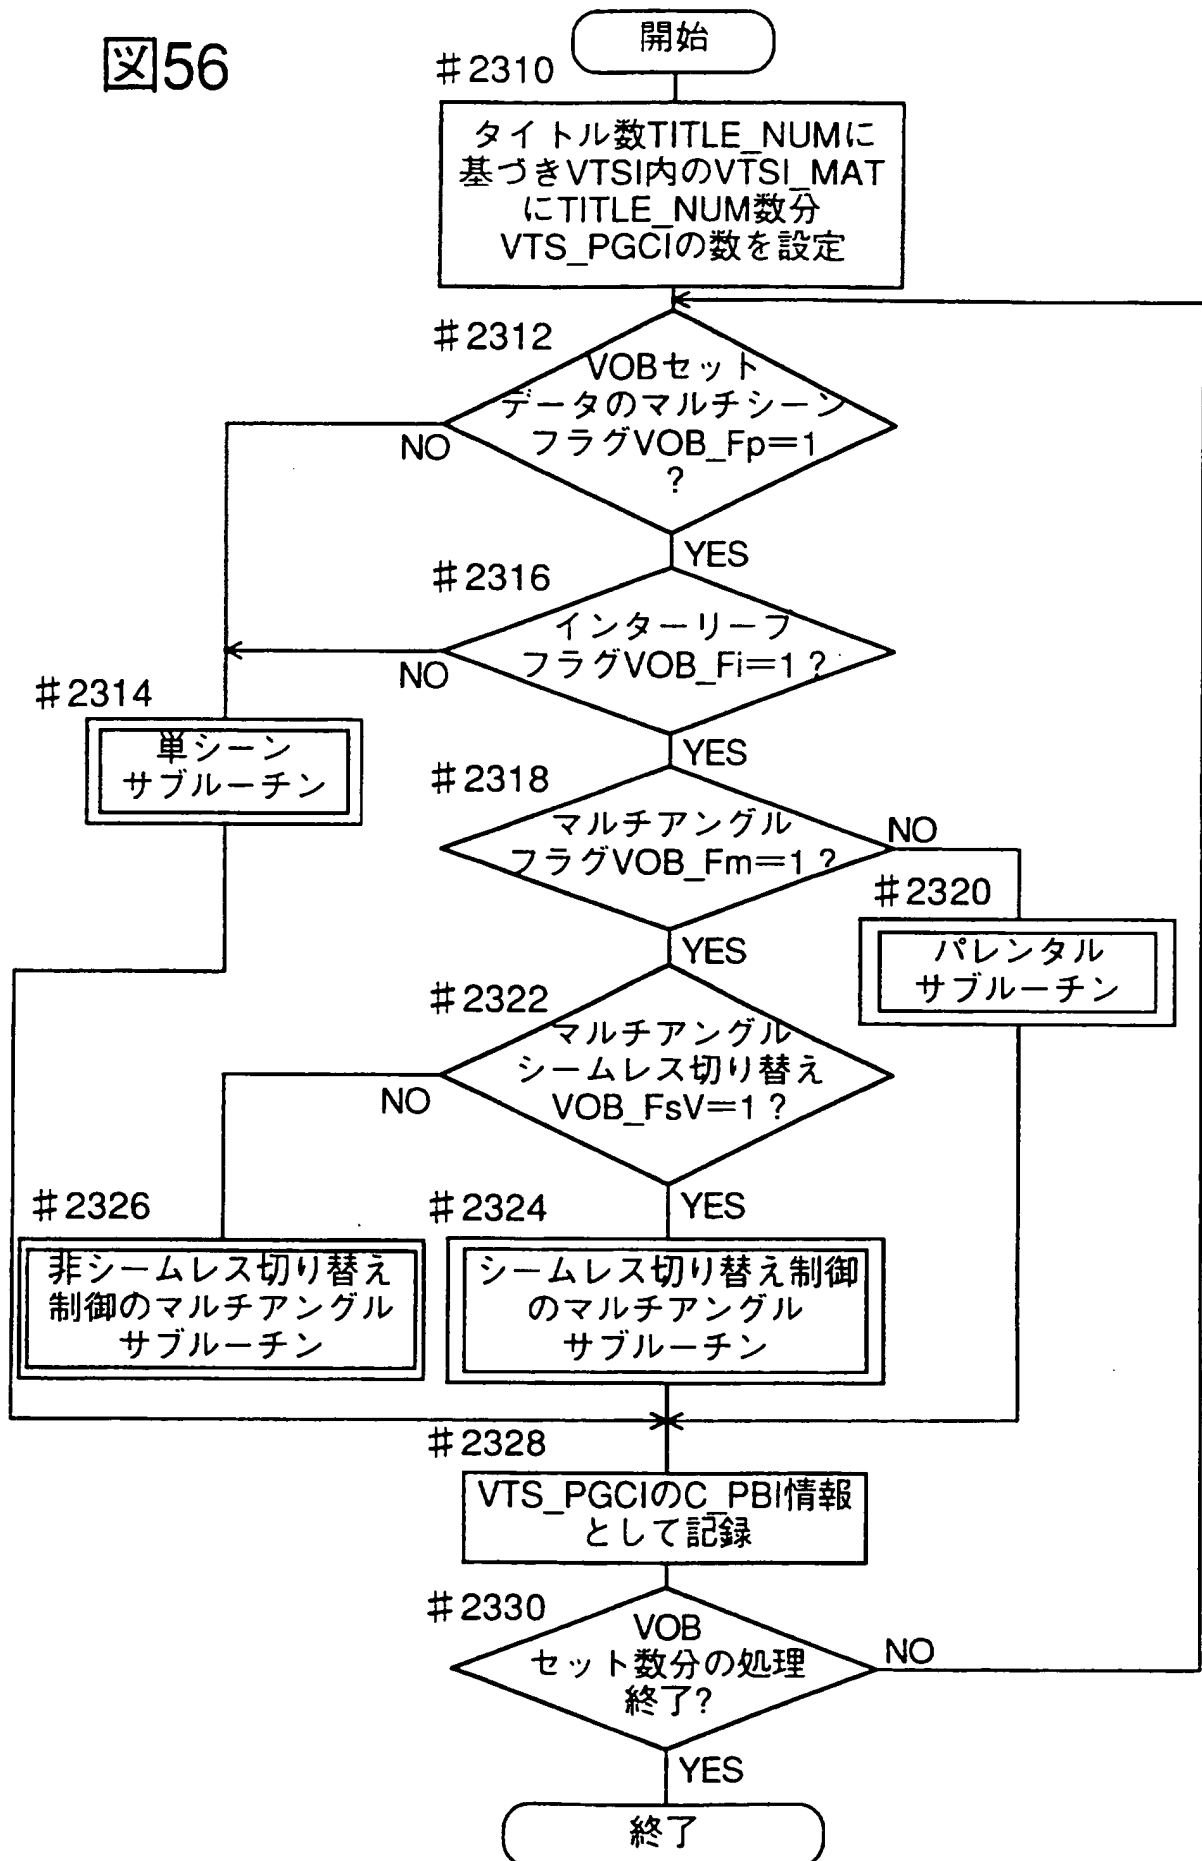 図56
開始
#2310
タイトル数TITLE_NUMに
基づきVTSI内のVTSI_MAT
にTITLE_NUM数分
VTS_PGCIの数を設定
#2312
VOBセット
データのマルチシーン
フラグVOB_Fp=1
?
NO
YES
#2316
インターリーフ
フラグVOB_Fi=1?
NO
YES
#2314
単シーン
サブルーチン
#2318
マルチアングル
フラグVOB_Fm=1?
NO
YES
#2320
パレンタル
サブルーチン
#2322
マルチアングル
シームレス切り替え
VOB_FsV=1?
NO
YES
#2326
非シームレス切り替え
制御のマルチアングル
サブルーチン
#2324
シームレス切り替え制御
のマルチアングル
サブルーチン
#2328
VTS_PGCIのC_PBI情報
として記録
#2330
VOB
セット数分の処理
終了?
NO
YES
終了